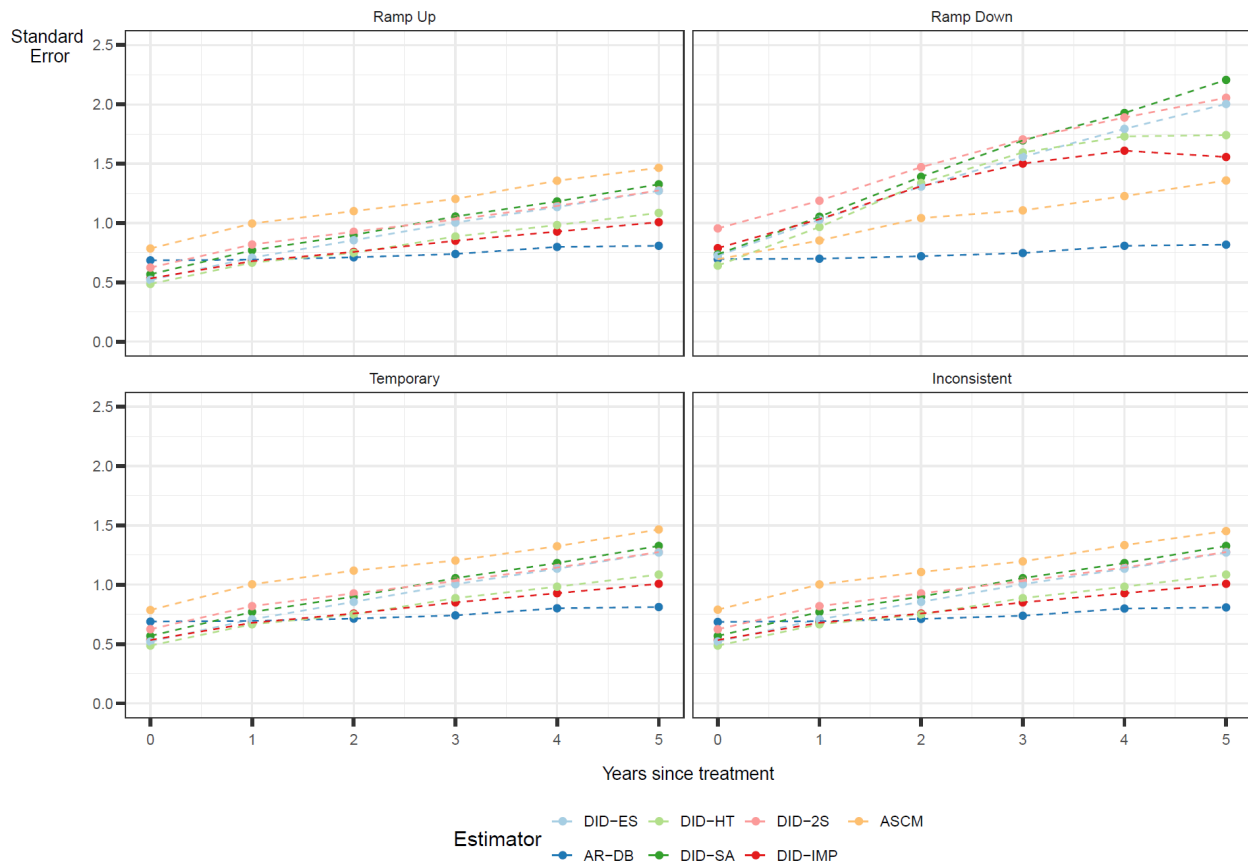 Ramp Up
Ramp Down
Standard
Error
2.5
2.0
1.5
1.0
0.5
0.0
Temporary
Inconsistent
2.5
2.0
1.5
1.0
0.5
0.0
0 1 2 3 4 5
0 1 2 3 4 5
Years since treatment
Estimator
DID−ES DID−HT DID−2S ASCM
AR−DB DID−SA DID−IMP